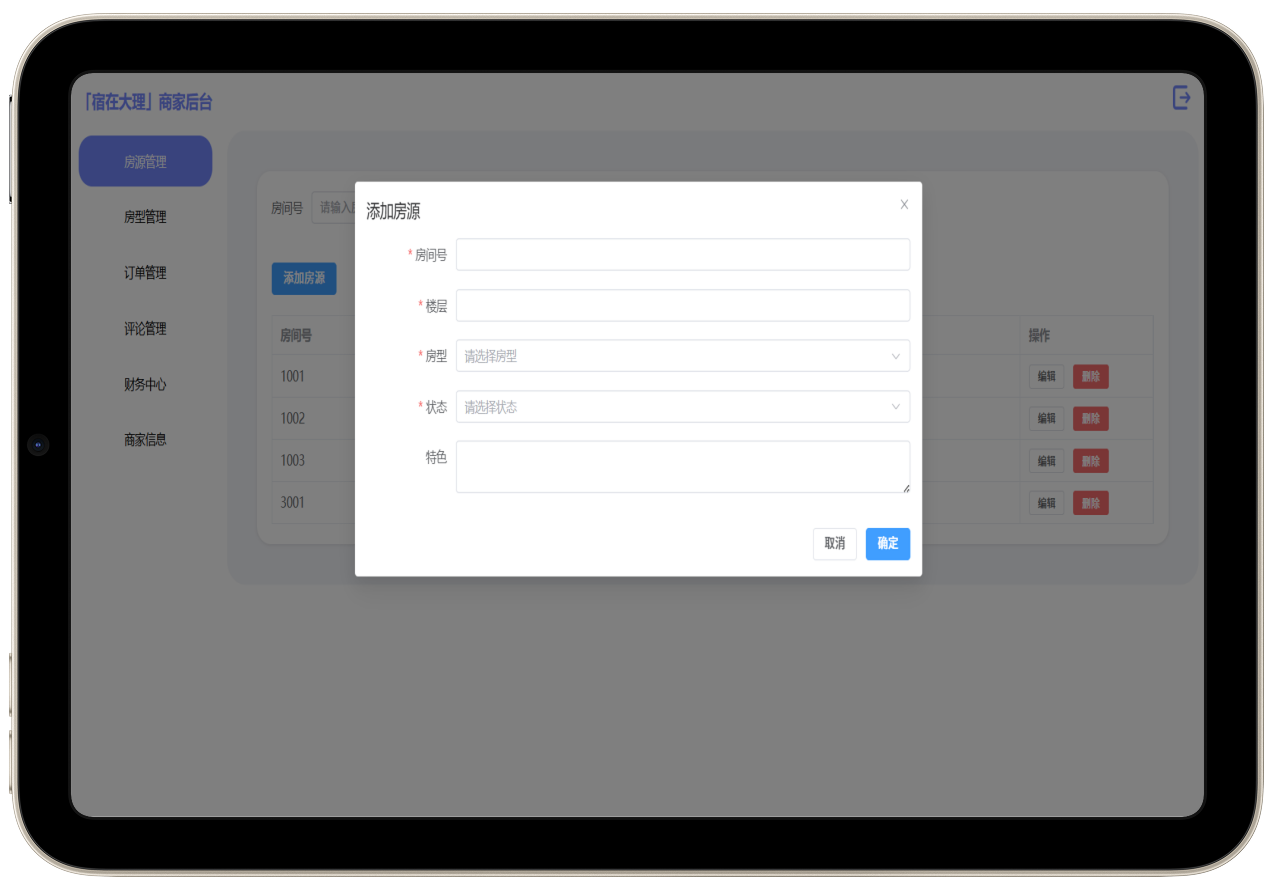 「宿在大理」商家后台
房源管理
房型管理
订单管理
评论管理
财务中心
商家信息
房间号 请输入
添加房源
房间号 操作
1001 编辑 删除
1002 编辑 删除
1003 编辑 删除
3001 编辑 删除
添加房源 X
* 房间号
* 楼层
* 房型 请选择房型
* 状态 请选择状态
特色
取消 确定